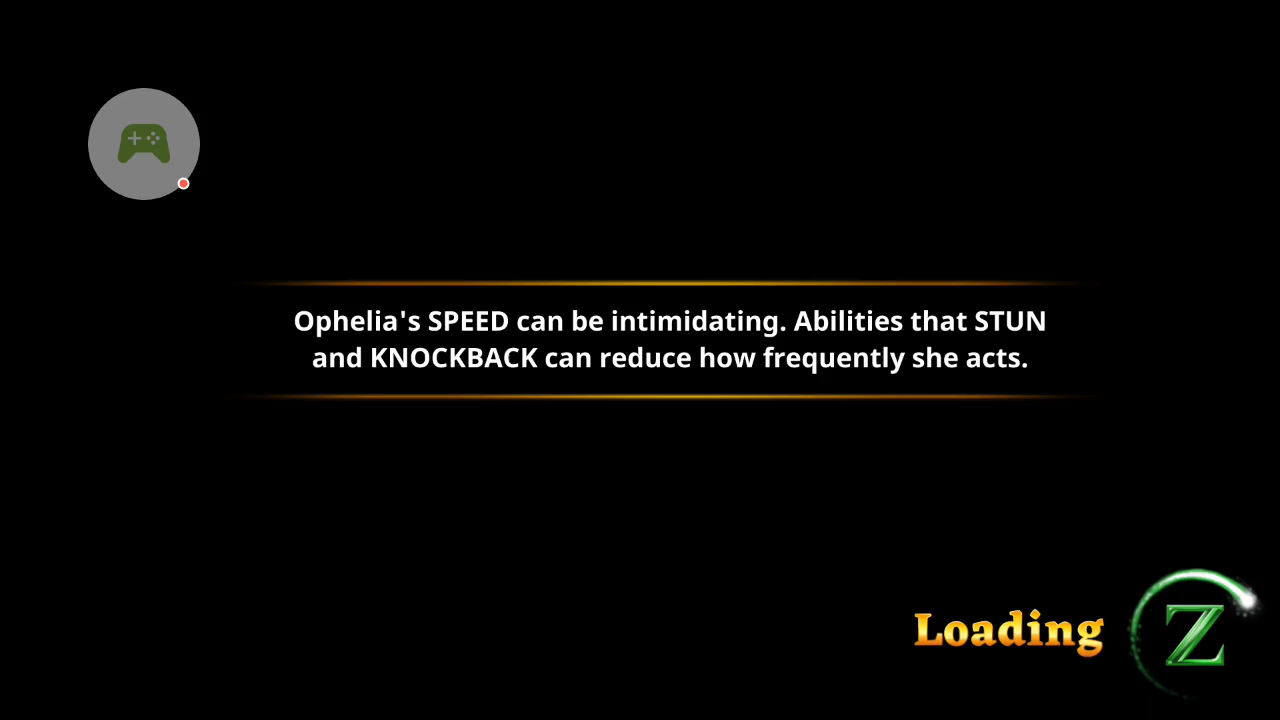 Ophelia's SPEED can be intimidating. Abilities that STUN
and KNOCKBACK can reduce how frequently she acts.
Loading
Z